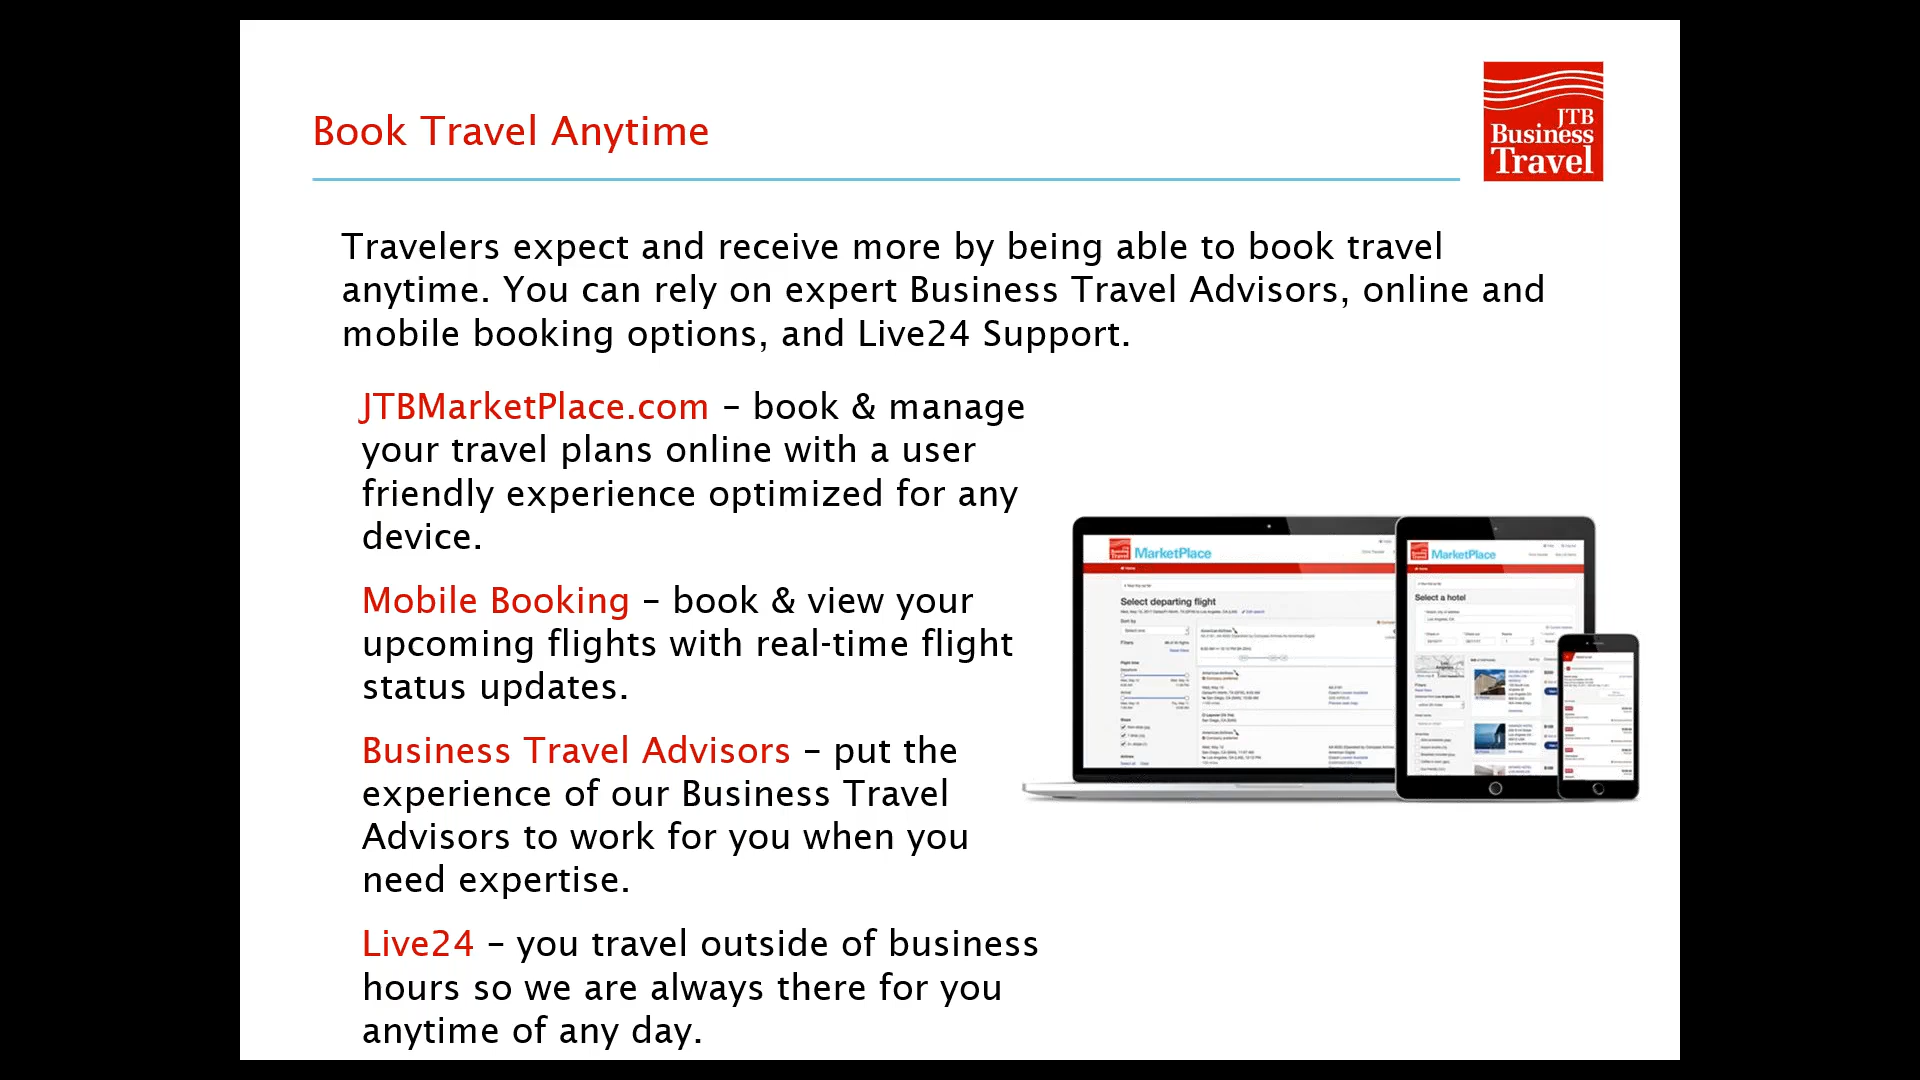 Book Travel Anytime
JTB
Business
Travel
Travelers expect and receive more by being able to book travel
anytime. You can rely on expert Business Travel Advisors, online and
mobile booking options, and Live24 Support.
JTBMarketPlace.com – book & manage
your travel plans online with a user
friendly experience optimized for any
device.
Mobile Booking – book & view your
upcoming flights with real-time flight
status updates.
Business Travel Advisors – put the
experience of our Business Travel
Advisors to work for you when you
need expertise.
Live24 – you travel outside of business
hours so we are always there for you
anytime of any day.
MarketPlace
Select departing flight
MarketPlace
Select a hotel